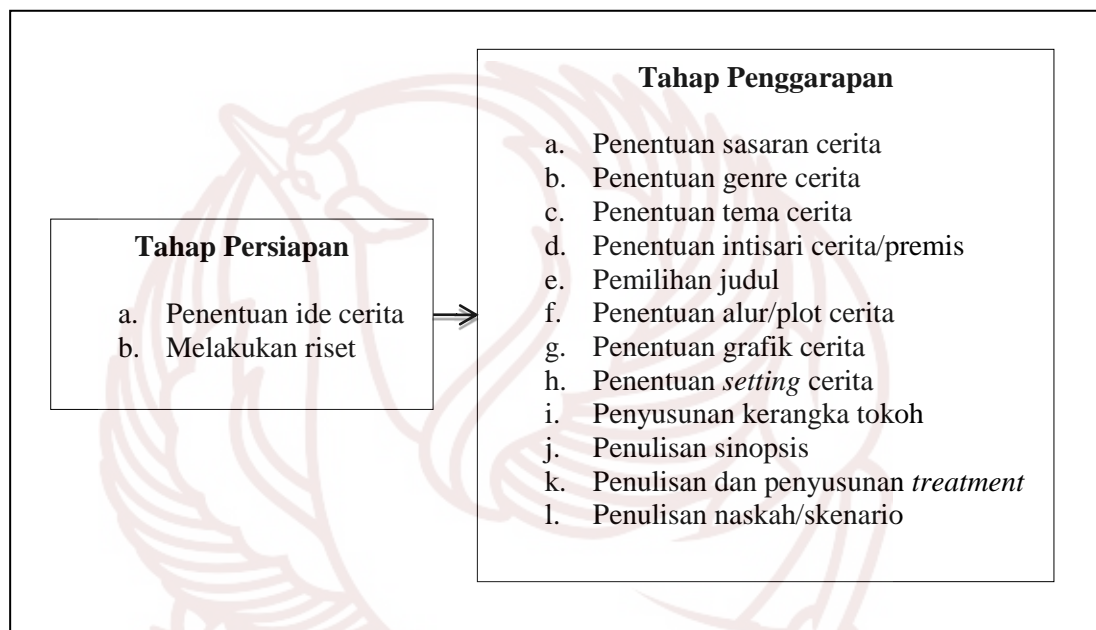 Tahap Persiapan
a. Penentuan ide cerita
b. Melakukan riset
Tahap Penggarapan
a. Penentuan sasaran cerita
b. Penentuan genre cerita
c. Penentuan tema cerita
d. Penentuan intisari cerita/premis
e. Pemilihan judul
f. Penentuan alur/plot cerita
g. Penentuan grafik cerita
h. Penentuan setting cerita
i. Penyusunan kerangka tokoh
j. Penulisan sinopsis
k. Penulisan dan penyusunan treatment
l. Penulisan naskah/skenario